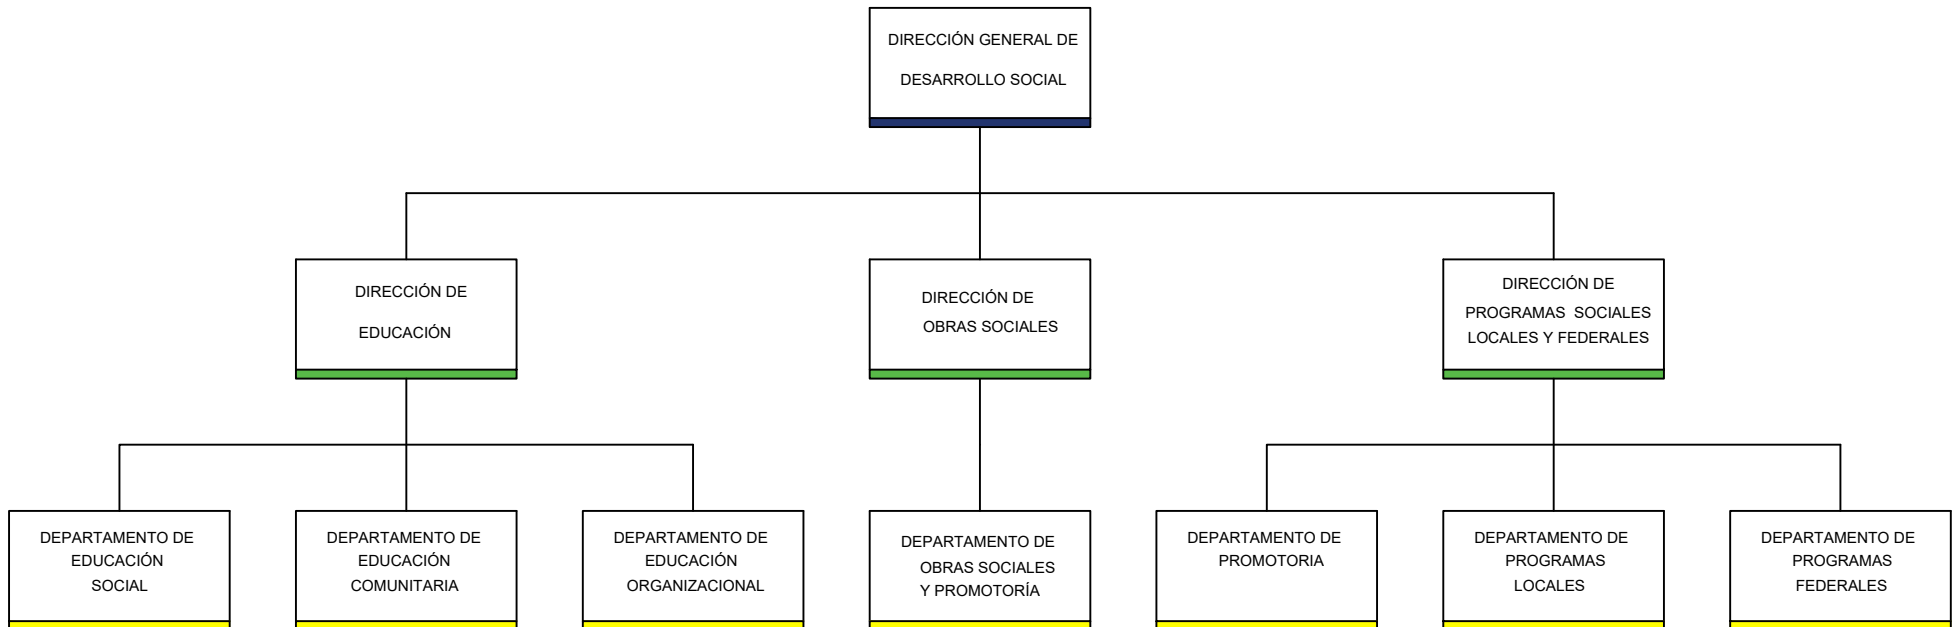 DIRECCIÓN GENERAL DE
DESARROLLO SOCIAL
DIRECCIÓN DE
EDUCACIÓN
DIRECCIÓN DE
OBRAS SOCIALES
DIRECCIÓN DE
PROGRAMAS SOCIALES
LOCALES Y FEDERALES
DEPARTAMENTO DE
EDUCACIÓN
SOCIAL
DEPARTAMENTO DE
EDUCACIÓN
COMUNITARIA
DEPARTAMENTO DE
EDUCACIÓN
ORGANIZACIONAL
DEPARTAMENTO DE
OBRAS SOCIALES
Y PROMOTORÍA
DEPARTAMENTO DE
PROMOTORIA
DEPARTAMENTO DE
PROGRAMAS
LOCALES
DEPARTAMENTO DE
PROGRAMAS
FEDERALES